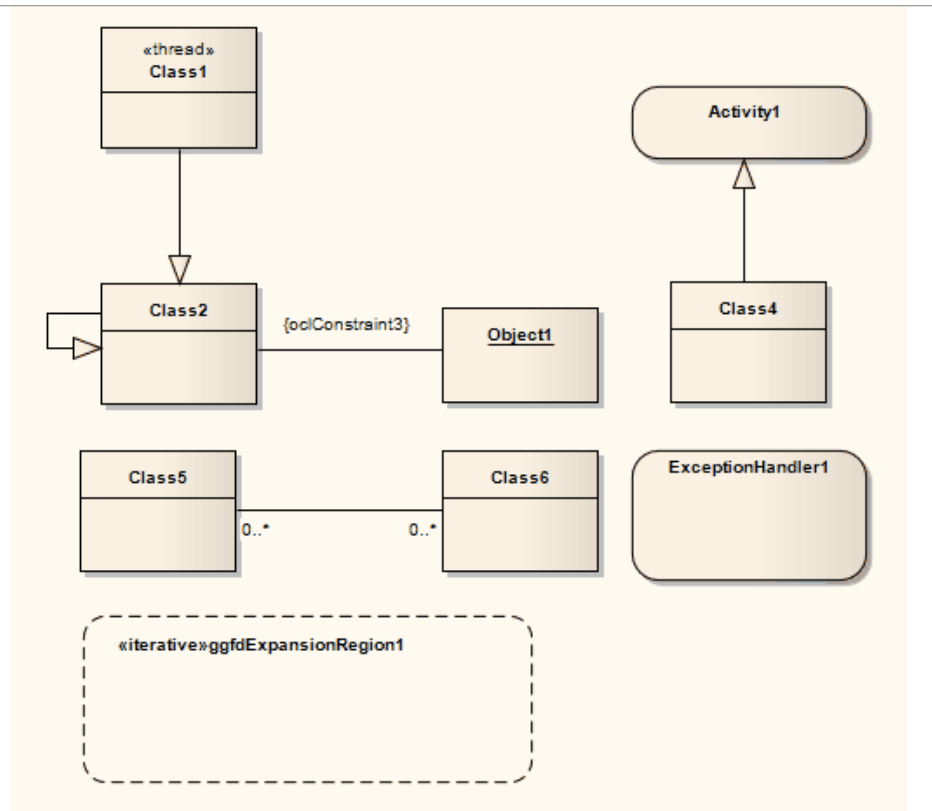 «thread»
Class1
Activity1
Class2
{oclConstraint3}
Object1
Class4
Class5
Class6
ExceptionHandler1
0..*
0..*
«iterative»ggfdExpansionRegion1